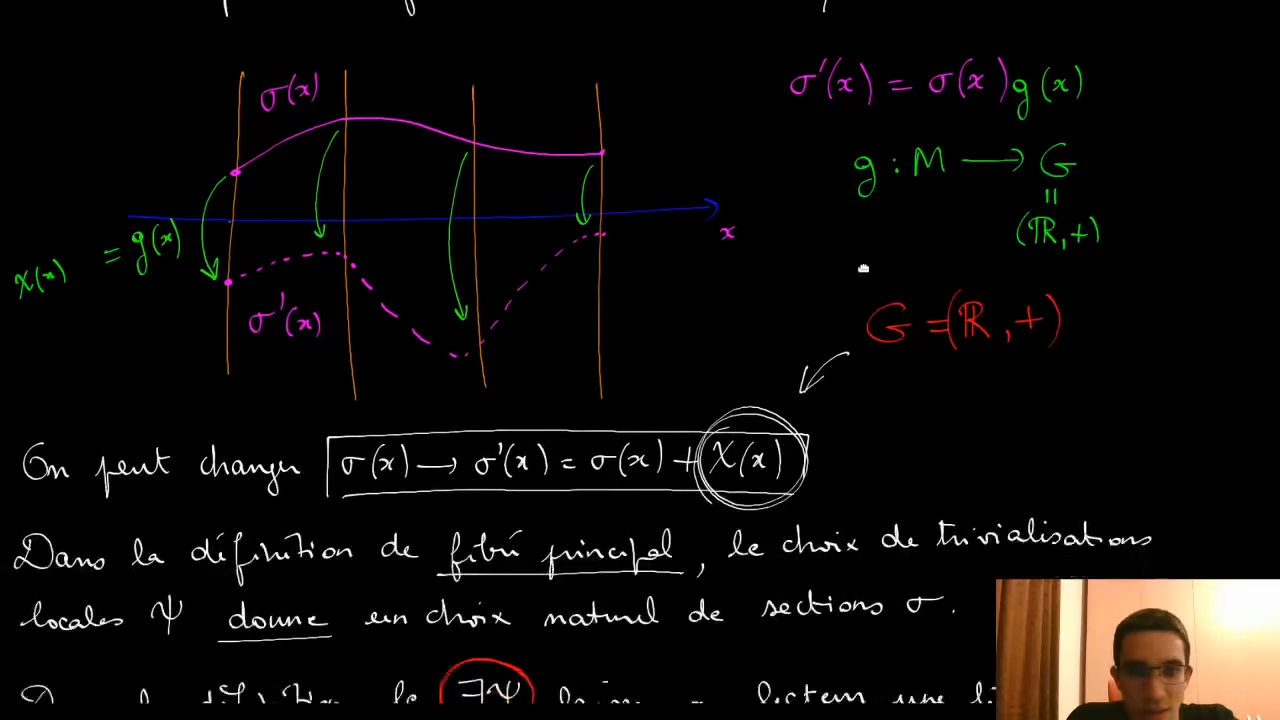 σ(x)
σ'(x) = σ(x)g(x)
g : M ⟶ G
=
(ℝ,+)
χ(x) = g(x)
x
σ'(x)
G = (ℝ,+)
On peut changer σ(x) ⟶ σ'(x) = σ(x) + χ(x)
Dans la définition de fibré principal, le choix de trivialisations
locales Ψ donne un choix naturel de sections σ.
∃Ψ